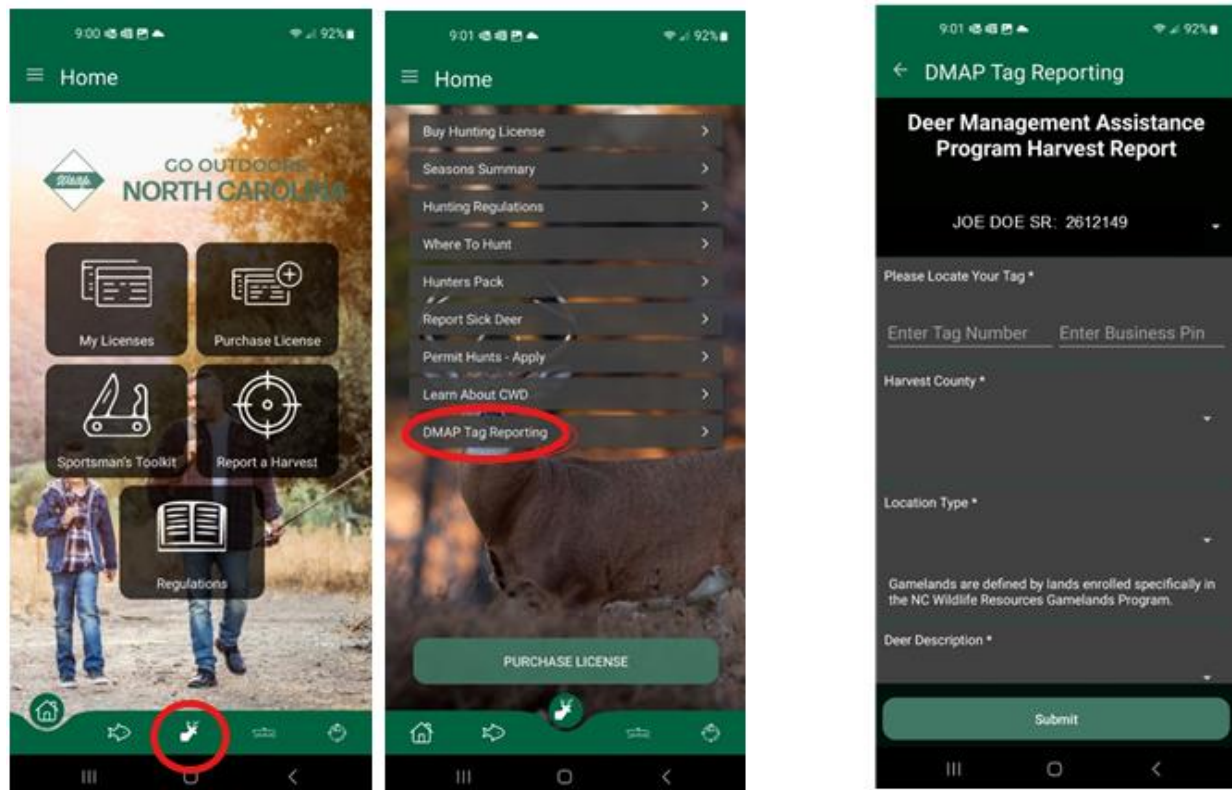 9:00
92%
Home
GO OUTDOORS
NORTH CAROLINA
My Licenses
Purchase License
Sportsman's Toolkit
Report a Harvest
Regulations
9:01
92%
Home
Buy Hunting License
Seasons Summary
Hunting Regulations
Where To Hunt
Hunters Pack
Report Sick Deer
Permit Hunts - Apply
Learn About CWD
DMAP Tag Reporting
PURCHASE LICENSE
9:01
92%
DMAP Tag Reporting
Deer Management Assistance
Program Harvest Report
JOE DOE SR: 2612149
Please Locate Your Tag *
Enter Tag Number Enter Business Pin
Harvest County *
Location Type *
Gamelands are defined by lands enrolled specifically in
the NC Wildlife Resources Gamelands Program.
Deer Description *
Submit